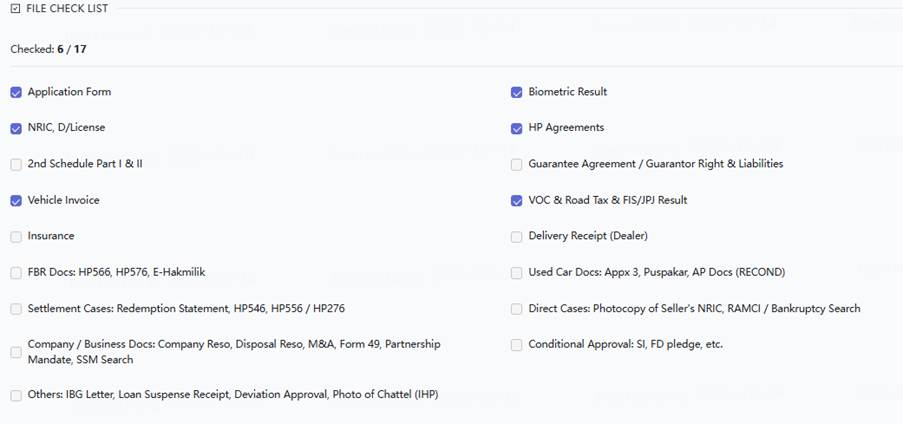 FILE CHECK LIST
Checked: 6 / 17
Application Form
Biometric Result
NRIC, D/License
HP Agreements
2nd Schedule Part I & II
Guarantee Agreement / Guarantor Right & Liabilities
Vehicle Invoice
VOC & Road Tax & FIS/JPJ Result
Insurance
Delivery Receipt (Dealer)
FBR Docs: HP566, HP576, E-Hakmilik
Used Car Docs: Appx 3, Puspakar, AP Docs (RECOND)
Settlement Cases: Redemption Statement, HP546, HP556 / HP276
Direct Cases: Photocopy of Seller's NRIC, RAMCI / Bankruptcy Search
Company / Business Docs: Company Reso, Disposal Reso, M&A, Form 49, Partnership
Mandate, SSM Search
Conditional Approval: SI, FD pledge, etc.
Others: IBG Letter, Loan Suspense Receipt, Deviation Approval, Photo of Chattel (IHP)